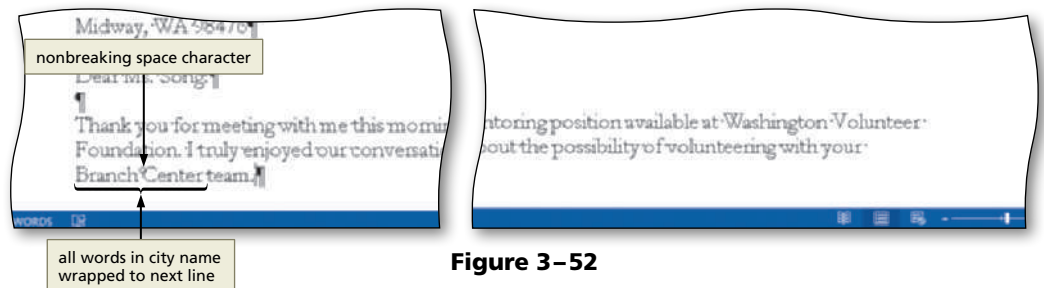 Midway, WA 98476¶
nonbreaking space character
Dear Ms. Song:¶
¶
Thank you for meeting with me this mornin
Foundation. I truly enjoyed our conversati
Branch Center team.¶
WORDS
all words in city name
wrapped to next line
ntoring position available at Washington Volunteer
out the possibility of volunteering with your
Figure 3–52